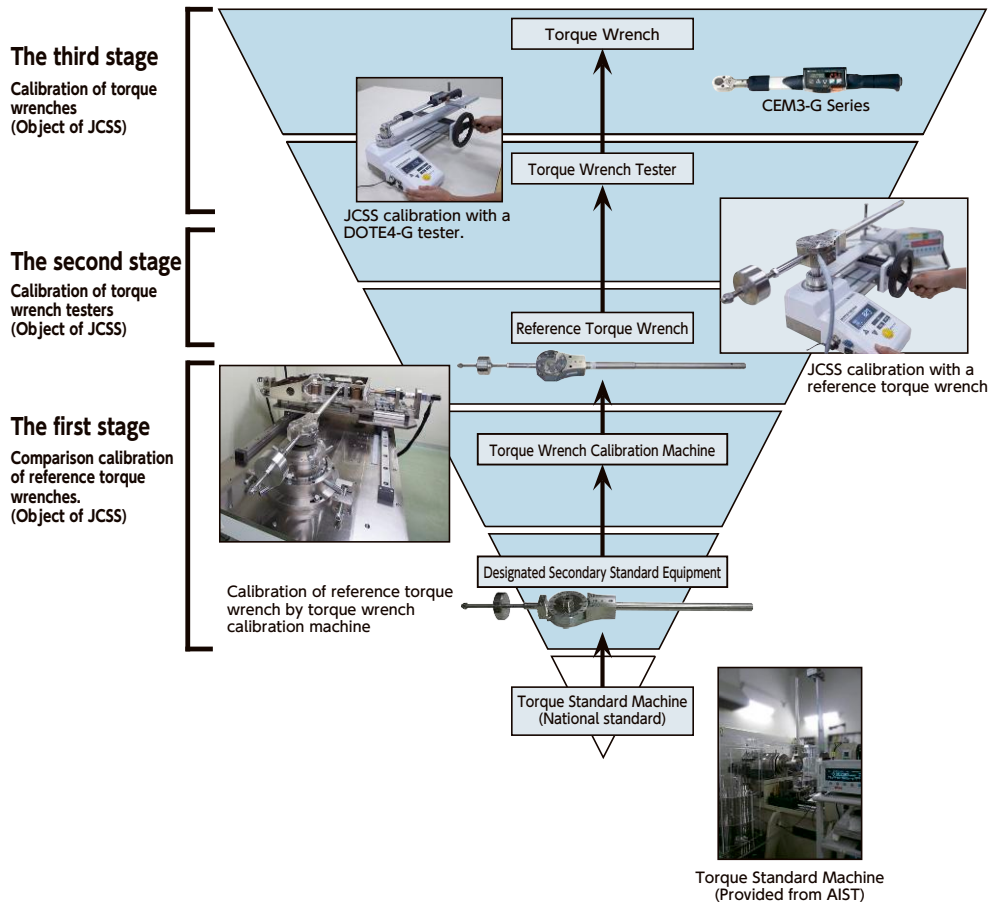 The third stage
Calibration of torque
wrenches
(Object of JCSS)
Torque Wrench
CEM3-G Series
Torque Wrench Tester
JCSS calibration with a
DOTE4-G tester.
The second stage
Calibration of torque
wrench testers
(Object of JCSS)
Reference Torque Wrench
JCSS calibration with a
reference torque wrench
The first stage
Comparison calibration
of reference torque
wrenches.
(Object of JCSS)
Torque Wrench Calibration Machine
Designated Secondary Standard Equipment
Calibration of reference torque
wrench by torque wrench
calibration machine
Torque Standard Machine
(National standard)
Torque Standard Machine
(Provided from AIST)